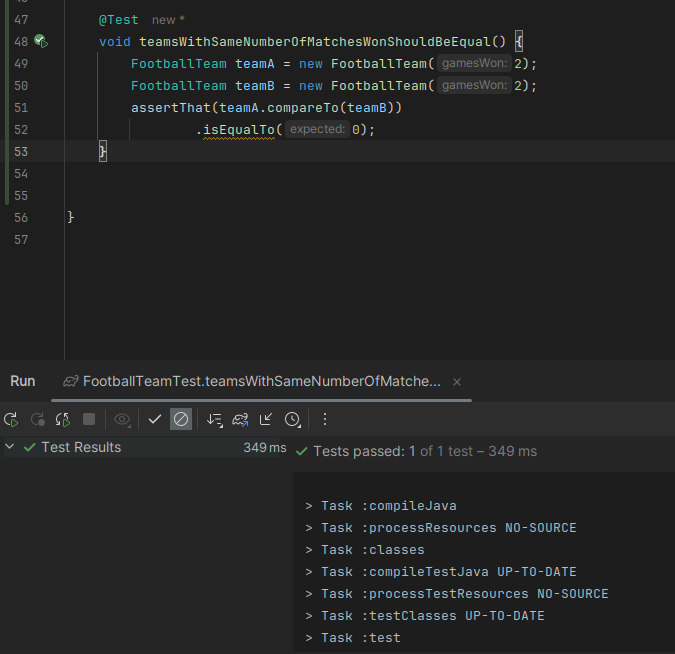 47 @Test new *
48 void teamsWithSameNumberOfMatchesWonShouldBeEqual() {
49 FootballTeam teamA = new FootballTeam( gamesWon: 2);
50 FootballTeam teamB = new FootballTeam( gamesWon: 2);
51 assertThat(teamA.compareTo(teamB))
52 .isEqualTo( expected: 0);
53 }
54
55
56 }
57
Run FootballTeamTest.teamsWithSameNumberOfMatche... ×
Test Results 349 ms
Tests passed: 1 of 1 test – 349 ms
> Task :compileJava
> Task :processResources NO-SOURCE
> Task :classes
> Task :compileTestJava UP-TO-DATE
> Task :processTestResources NO-SOURCE
> Task :testClasses UP-TO-DATE
> Task :test